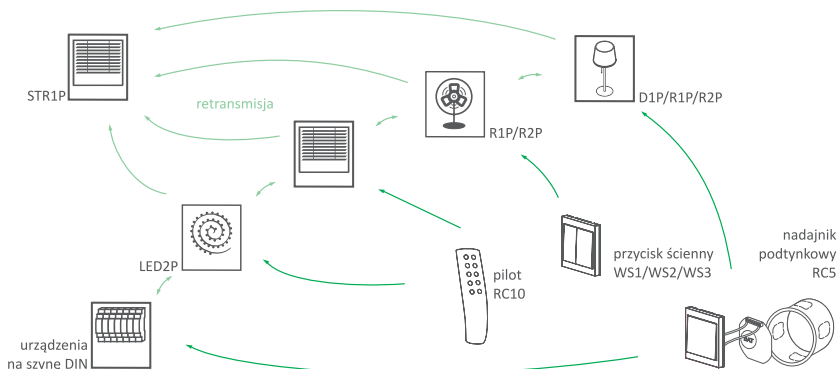 STR1P
retransmisja
R1P/R2P
D1P/R1P/R2P
LED2P
pilot
RC10
przycisk ścienny
WS1/WS2/WS3
nadajnik
podtynkowy
RC5
urządzenia
na szyne DIN